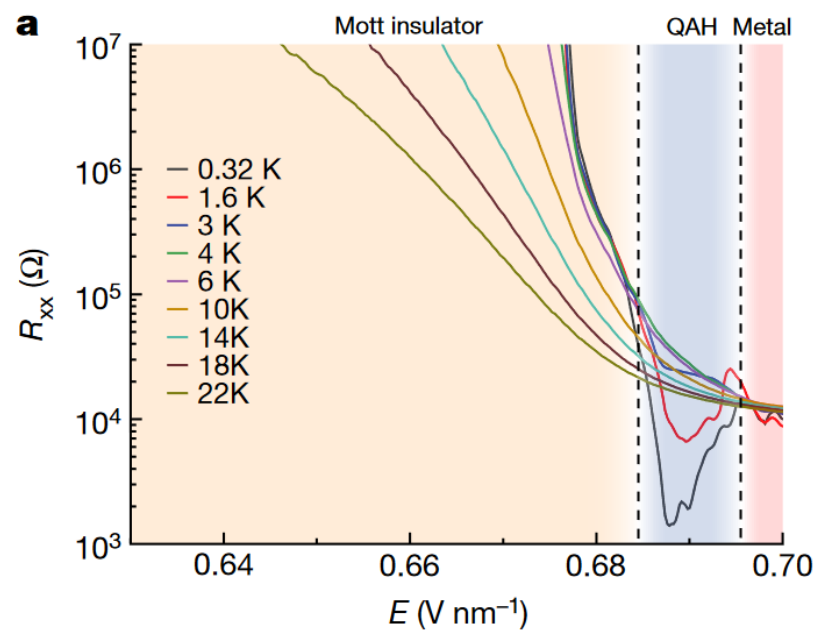 a
Mott insulator QAH Metal
10⁷
10⁶
10⁵
10⁴
10³
Rxx (Ω)
0.32 K
1.6 K
3 K
4 K
6 K
10K
14K
18K
22K
0.64 0.66 0.68 0.70
E (V nm⁻¹)